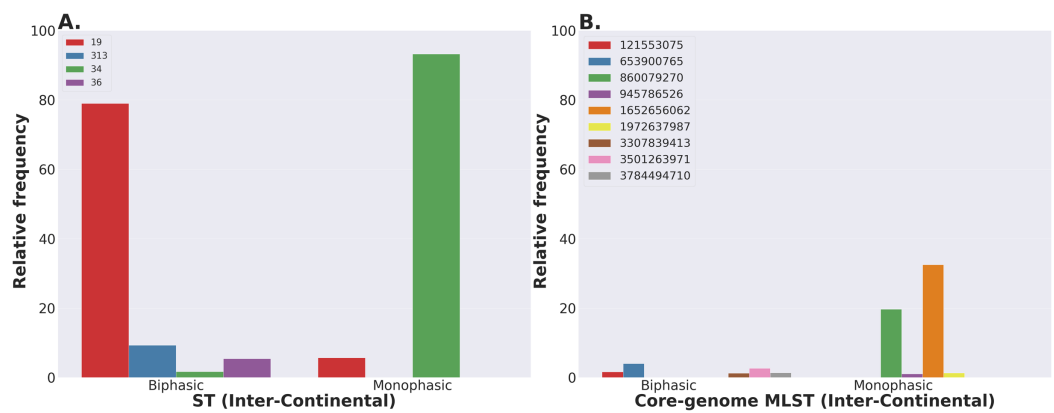 A.
100
80
60
40
20
0
Relative frequency
19
313
34
36
Biphasic
Monophasic
ST (Inter-Continental)
B.
100
80
60
40
20
0
Relative frequency
121553075
653900765
860079270
945786526
1652656062
1972637987
3307839413
3501263971
3784494710
Biphasic
Monophasic
Core-genome MLST (Inter-Continental)